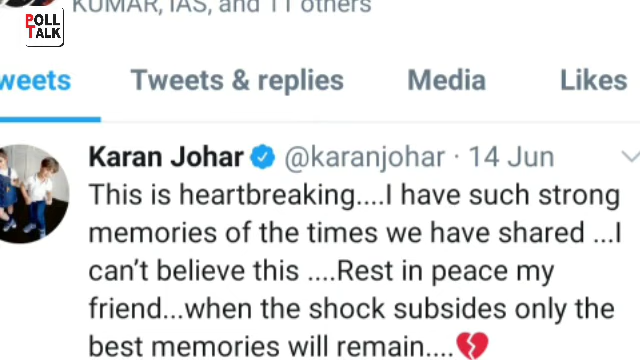 POLL
TALK
KUMAR, IAS, and 11 others
weets
Tweets & replies
Media
Likes
Karan Johar @karanjohar · 14 Jun
This is heartbreaking....I have such strong
memories of the times we have shared ...I
can't believe this ....Rest in peace my
friend...when the shock subsides only the
best memories will remain....💔